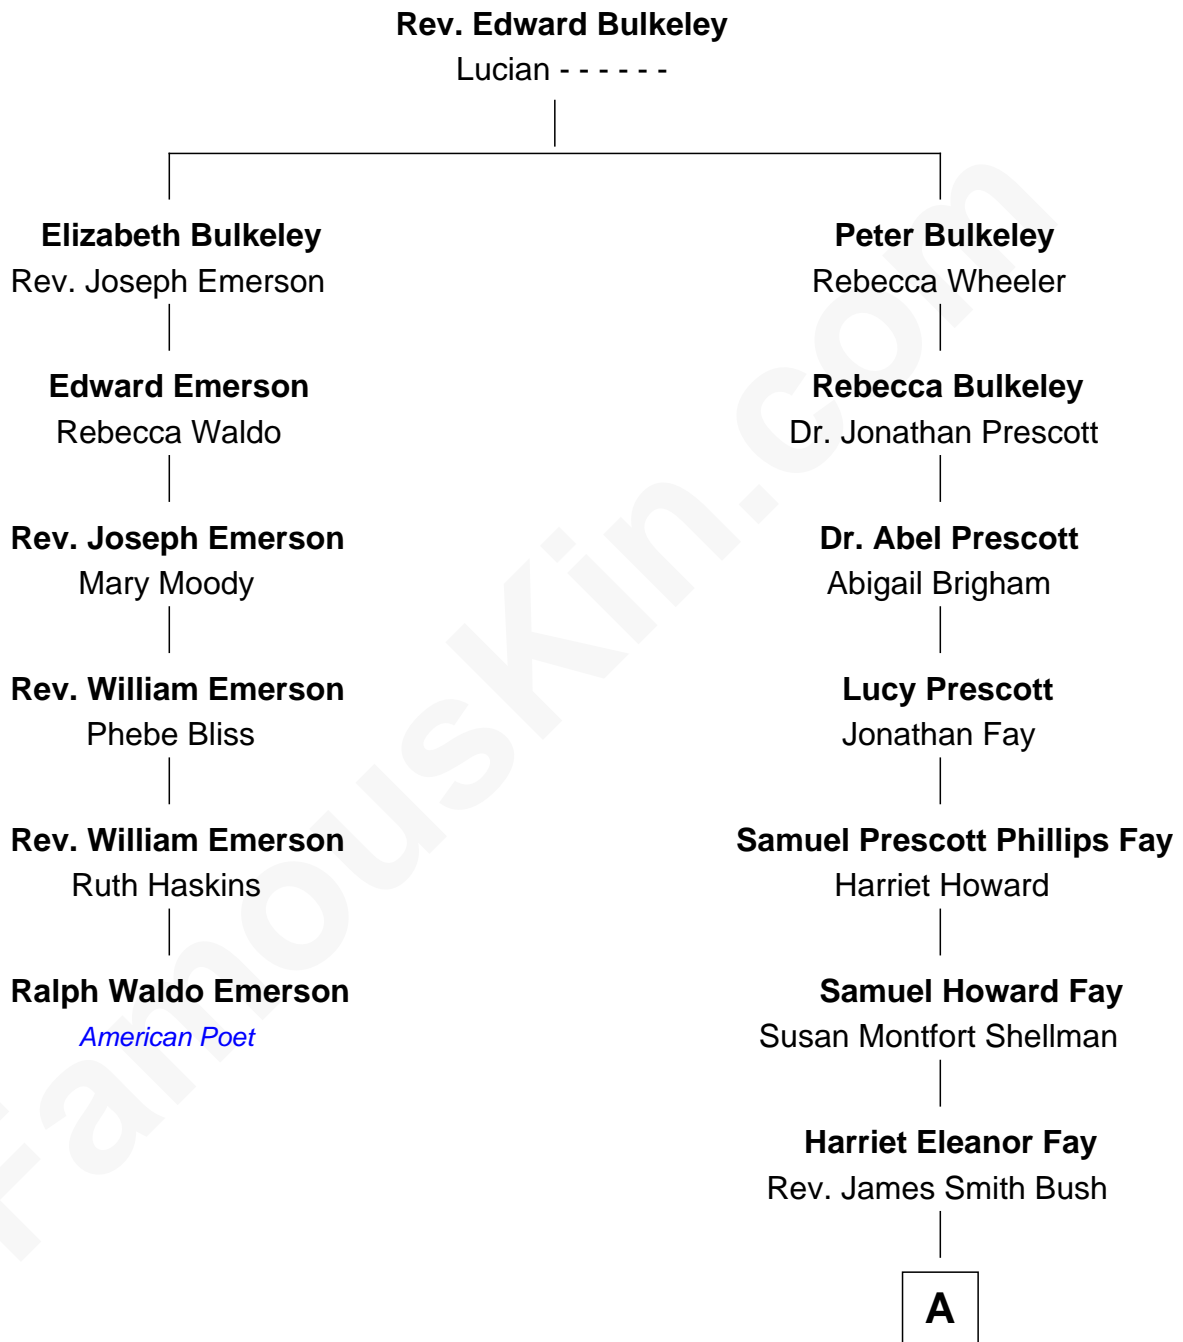 Rev. Edward Bulkeley
Lucian - - - - - -
Elizabeth Bulkeley
Rev. Joseph Emerson
Peter Bulkeley
Rebecca Wheeler
Edward Emerson
Rebecca Waldo
Rebecca Bulkeley
Dr. Jonathan Prescott
Rev. Joseph Emerson
Mary Moody
Dr. Abel Prescott
Abigail Brigham
Rev. William Emerson
Phebe Bliss
Lucy Prescott
Jonathan Fay
Rev. William Emerson
Ruth Haskins
Samuel Prescott Phillips Fay
Harriet Howard
Ralph Waldo Emerson
American Poet
Samuel Howard Fay
Susan Montfort Shellman
Harriet Eleanor Fay
Rev. James Smith Bush
A
FamousKin.com